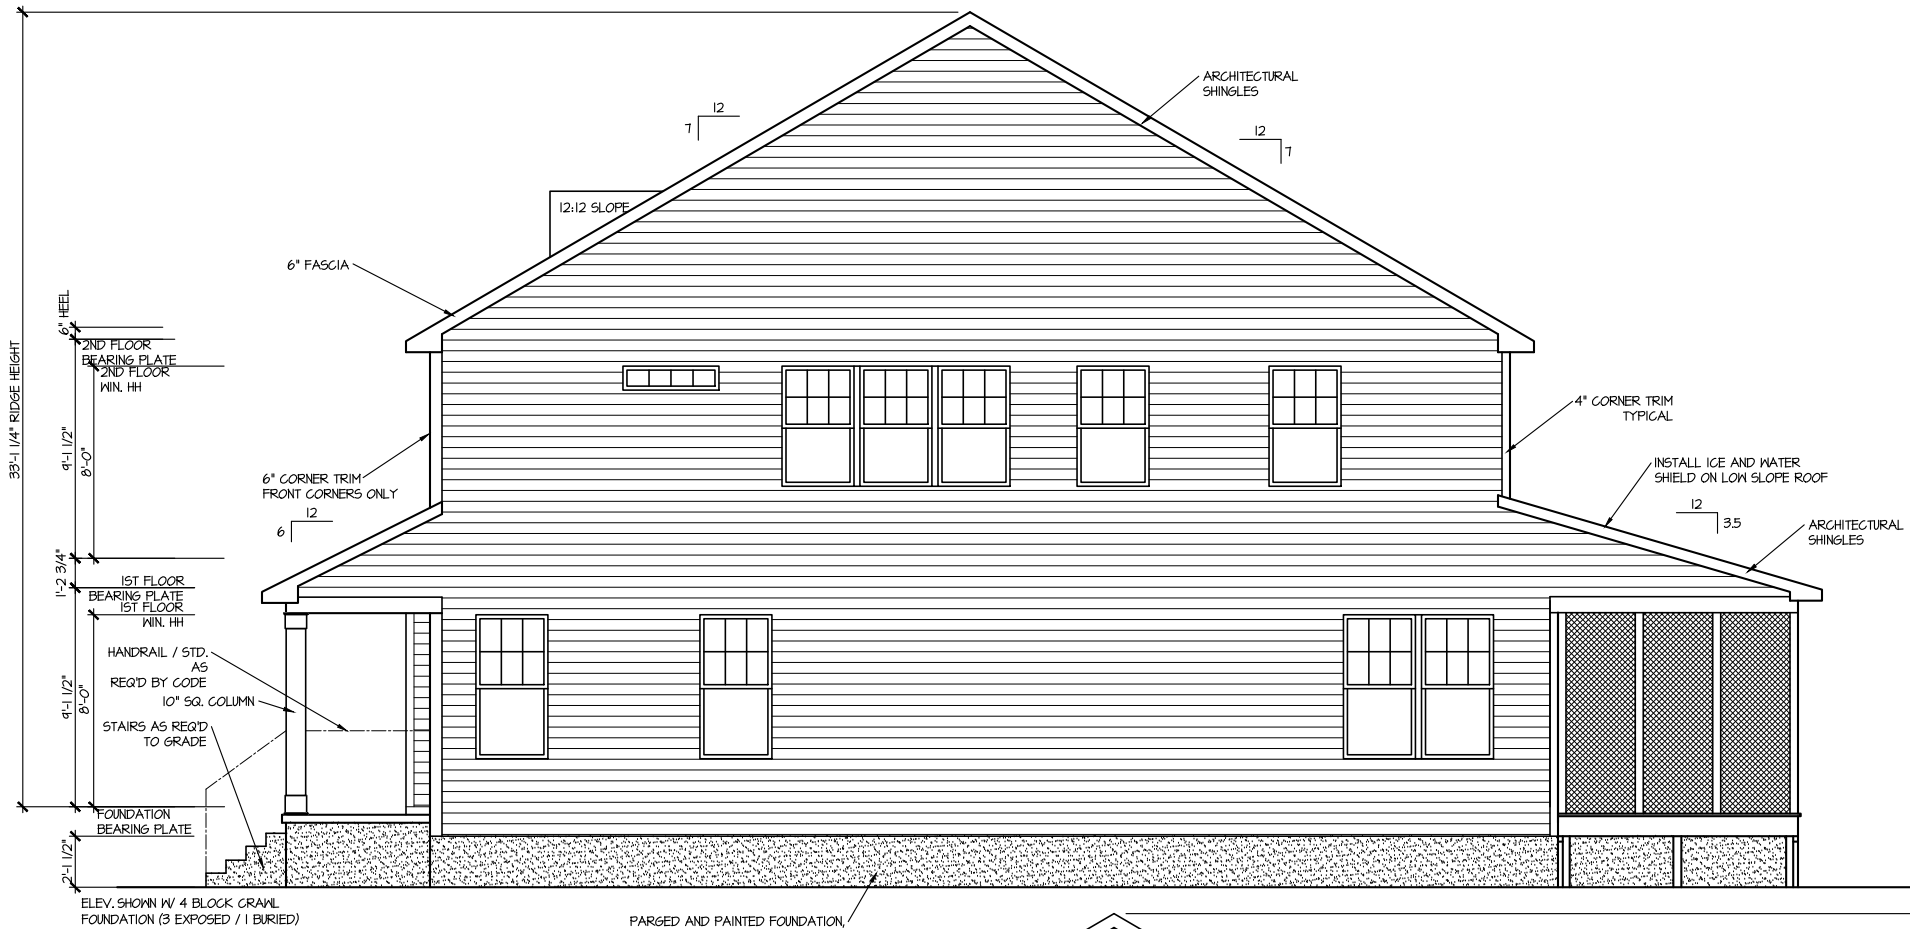 ARCHITECTURAL
SHINGLES
12
7
12
7
12:12 SLOPE
6" FASCIA
6" HEEL
2ND FLOOR
BEARING PLATE
2ND FLOOR
WIN. HH
33'-1 1/4" RIDGE HEIGHT
9'-1 1/2"
8'-0"
4" CORNER TRIM
TYPICAL
6" CORNER TRIM
FRONT CORNERS ONLY
INSTALL ICE AND WATER
SHIELD ON LOW SLOPE ROOF
12
6
12
3.5
ARCHITECTURAL
SHINGLES
1'-2 3/4"
1ST FLOOR
BEARING PLATE
1ST FLOOR
WIN. HH
HANDRAIL / STD.
AS
REQ'D BY CODE
10" SQ. COLUMN
9'-1 1/2"
8'-0"
STAIRS AS REQ'D
TO GRADE
FOUNDATION
BEARING PLATE
2'-1 1/2"
ELEV. SHOWN W/ 4 BLOCK CRAWL
FOUNDATION (3 EXPOSED / 1 BURIED)
PARGED AND PAINTED FOUNDATION,